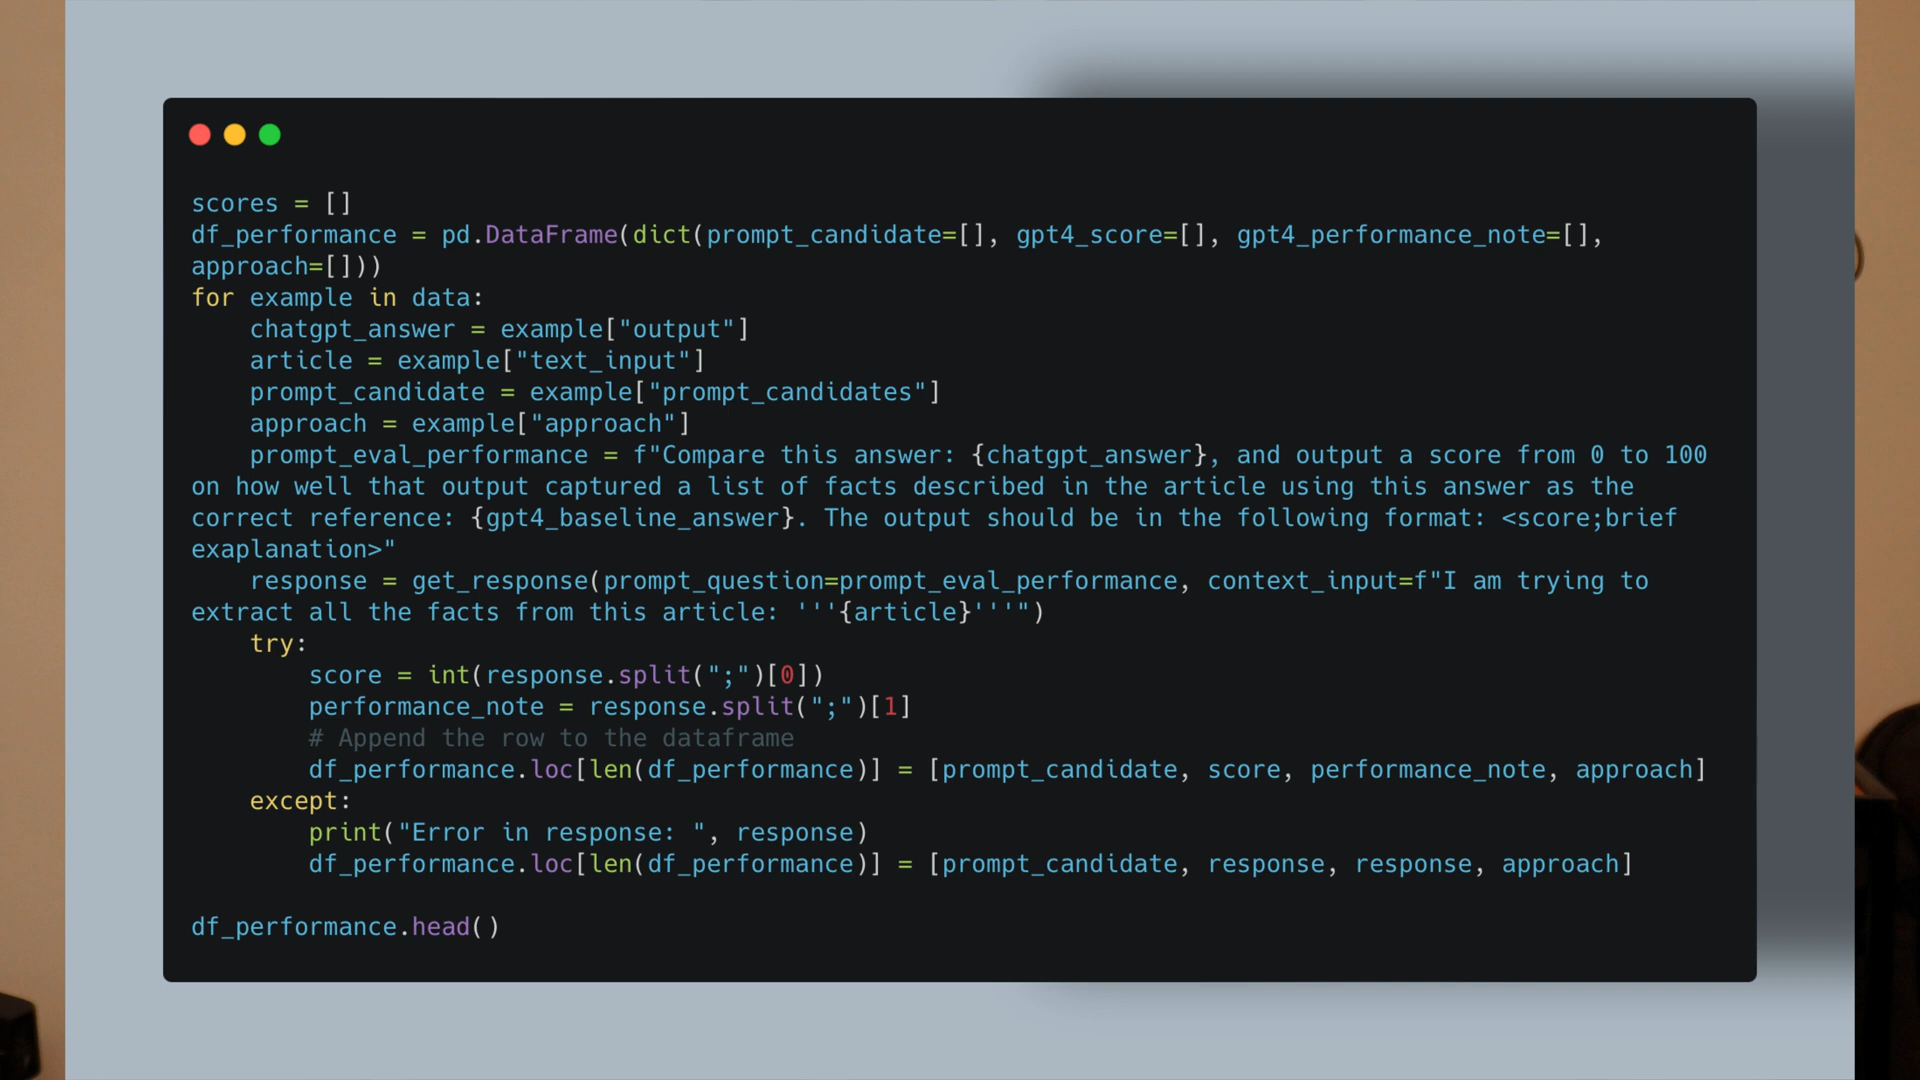 scores = []
df_performance = pd.DataFrame(dict(prompt_candidate=[], gpt4_score=[], gpt4_performance_note=[],
approach=[]))
for example in data:
    chatgpt_answer = example["output"]
    article = example["text_input"]
    prompt_candidate = example["prompt_candidates"]
    approach = example["approach"]
    prompt_eval_performance = f"Compare this answer: {chatgpt_answer}, and output a score from 0 to 100
on how well that output captured a list of facts described in the article using this answer as the
correct reference: {gpt4_baseline_answer}. The output should be in the following format: <score;brief
exaplanation>"
    response = get_response(prompt_question=prompt_eval_performance, context_input=f"I am trying to
extract all the facts from this article: '''{article}'''")
    try:
        score = int(response.split(";")[0])
        performance_note = response.split(";")[1]
        # Append the row to the dataframe
        df_performance.loc[len(df_performance)] = [prompt_candidate, score, performance_note, approach]
    except:
        print("Error in response: ", response)
        df_performance.loc[len(df_performance)] = [prompt_candidate, response, response, approach]

df_performance.head()